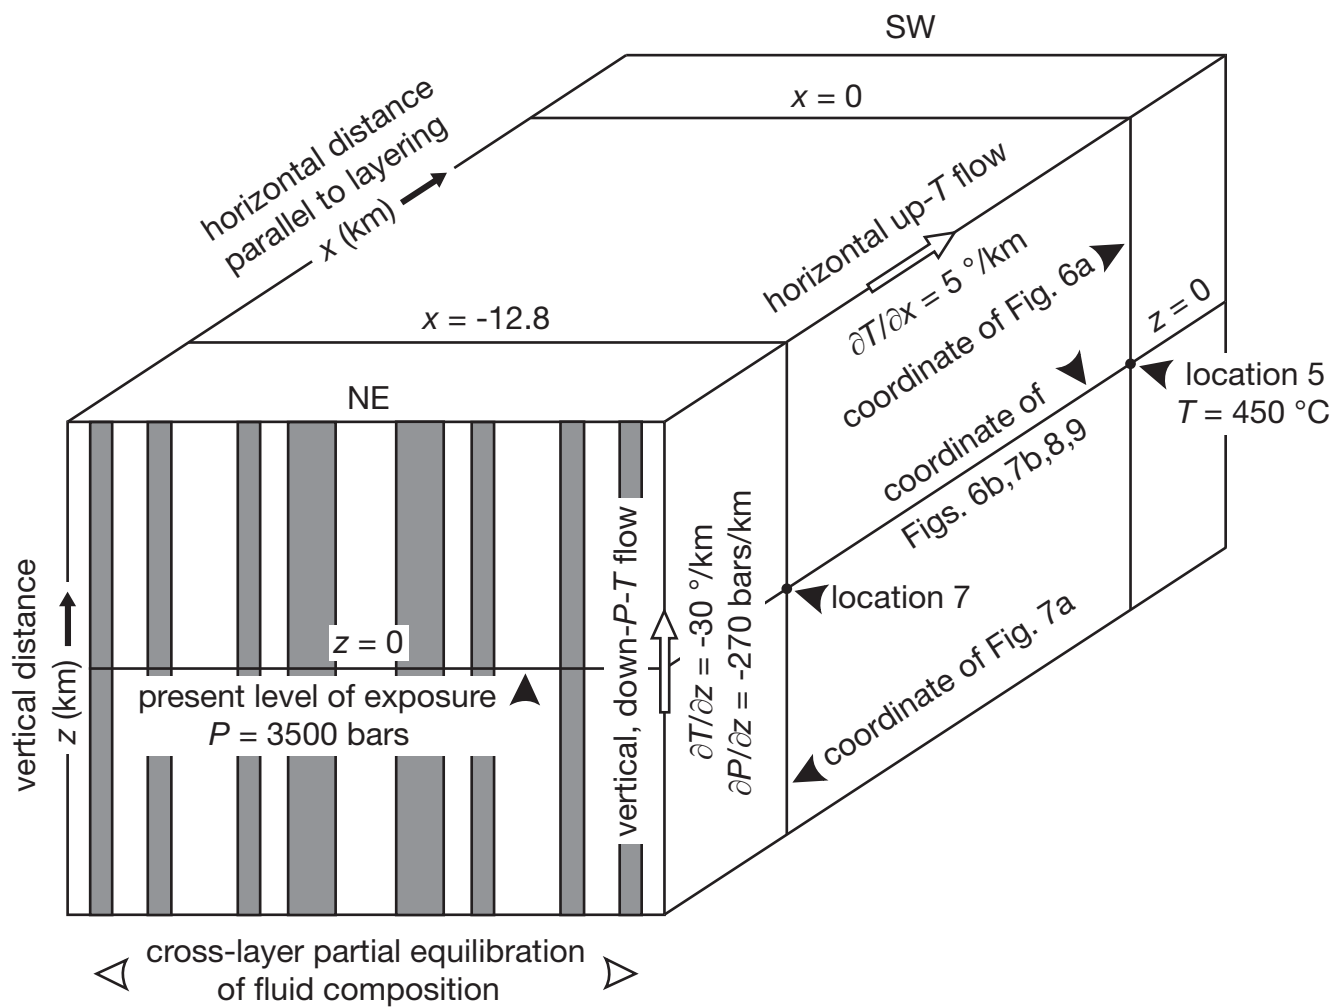 SW
x = 0
horizontal distance
parallel to layering
x (km)
horizontal up-T flow
∂T/∂x = 5 °/km
coordinate of Fig. 6a
z = 0
x = -12.8
location 5
T = 450 °C
NE
coordinate of
Figs. 6b,7b,8,9
location 7
vertical distance
z (km)
z = 0
present level of exposure
P = 3500 bars
vertical, down-P-T flow
∂T/∂z = -30 °/km
∂P/∂z = -270 bars/km
coordinate of Fig. 7a
cross-layer partial equilibration
of fluid composition